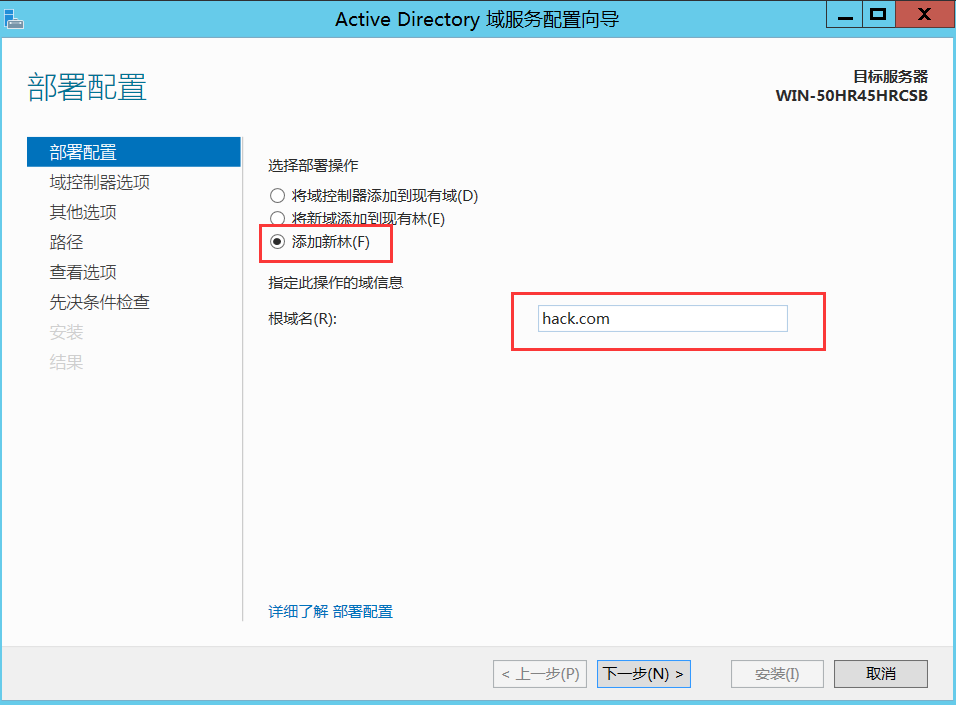 Active Directory 域服务配置向导
部署配置
目标服务器
WIN-50HR45HRCSB
部署配置
域控制器选项
其他选项
路径
查看选项
先决条件检查
安装
结果
选择部署操作
将域控制器添加到现有域(D)
将新域添加到现有林(E)
添加新林(F)
指定此操作的域信息
根域名(R):
hack.com
详细了解 部署配置
< 上一步(P)
下一步(N) >
安装(I)
取消